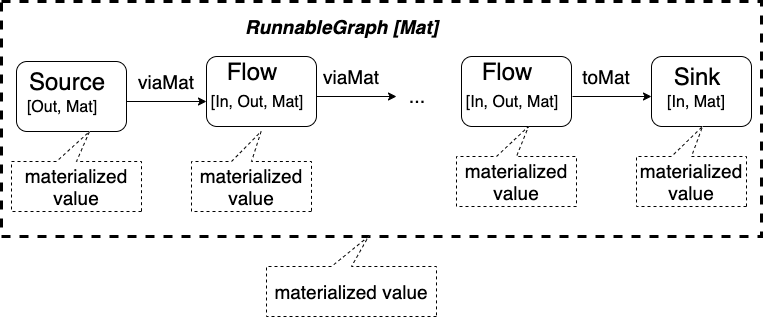 RunnableGraph [Mat]
Source
[Out, Mat]
viaMat
Flow
[In, Out, Mat]
viaMat
...
Flow
[In, Out, Mat]
toMat
Sink
[In, Mat]
materialized
value
materialized
value
materialized
value
materialized
value
materialized value